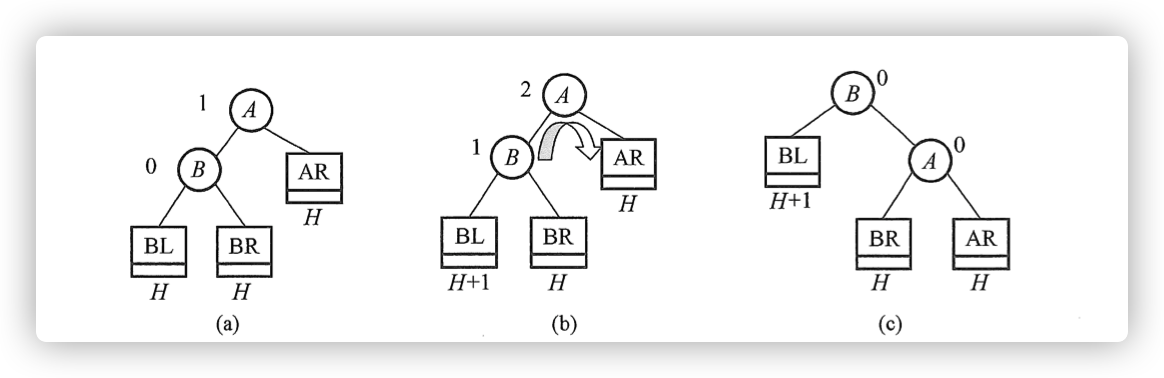 1 A
0 B AR
H
BL BR
H H
(a)
2 A
1 B AR
H
BL BR
H+1 H
(b)
B 0
BL A 0
H+1
BR AR
H H
(c)